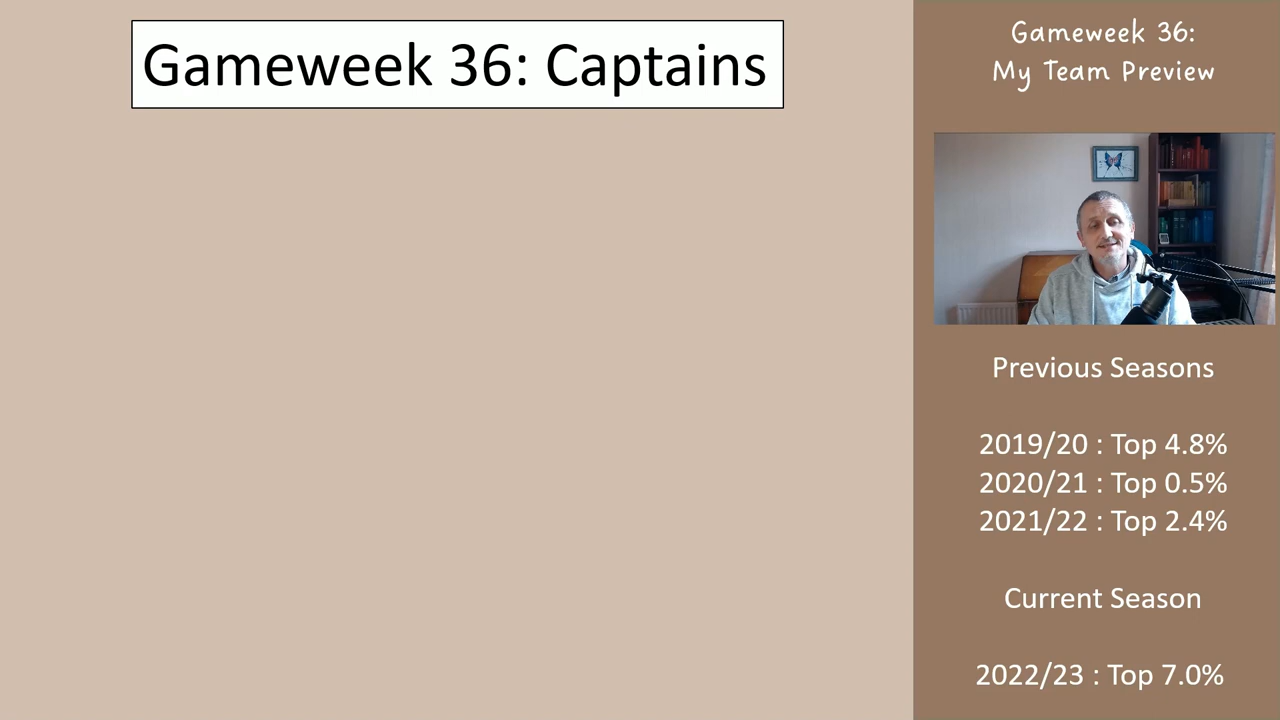 Gameweek 36: Captains
Gameweek 36:
My Team Preview
Previous Seasons
2019/20 : Top 4.8%
2020/21 : Top 0.5%
2021/22 : Top 2.4%
Current Season
2022/23 : Top 7.0%